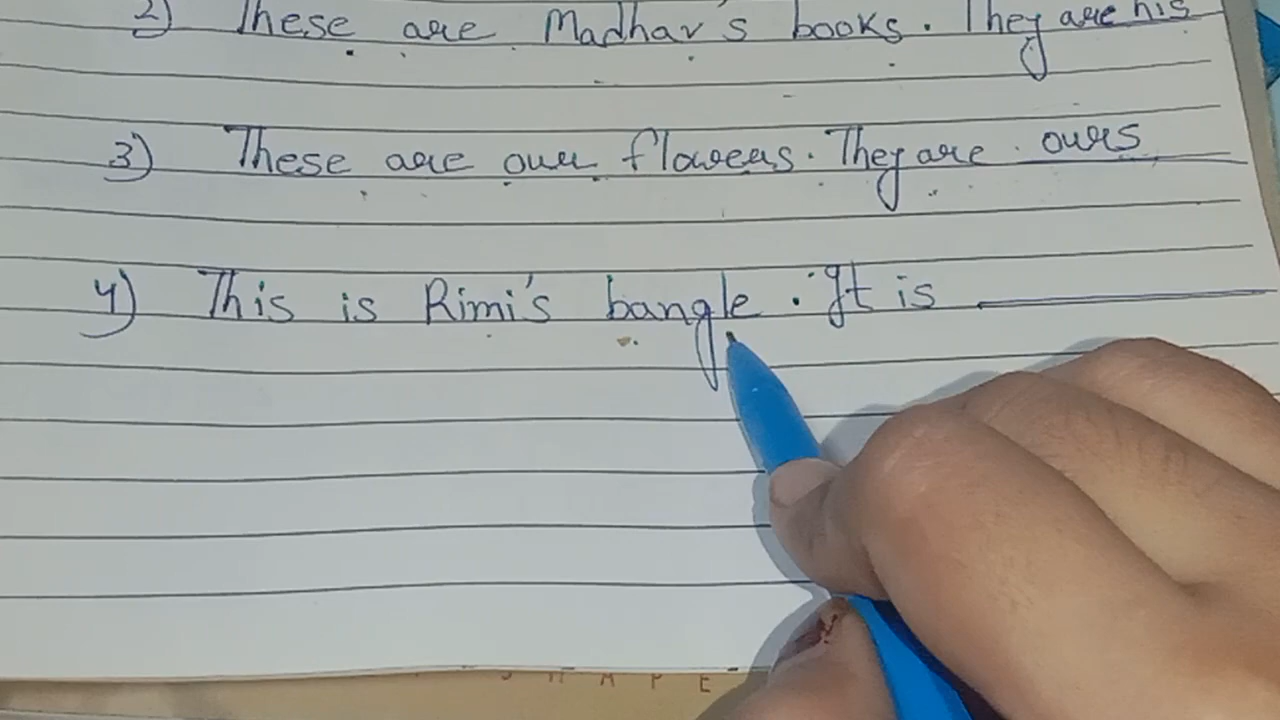 2) These are Madhav's books. They are his
3) These are our flowers. They are ours
4) This is Rimi's bangle. It is
S H A P E